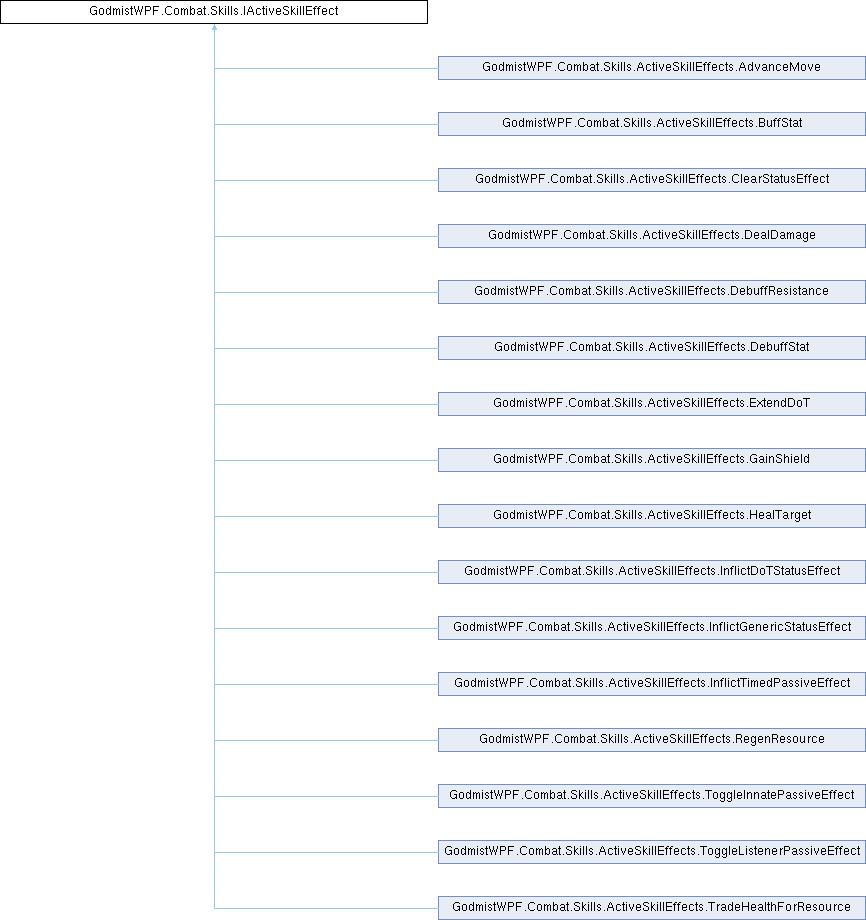 GodmistWPF.Combat.Skills.IActiveSkillEffect
GodmistWPF.Combat.Skills.ActiveSkillEffects.AdvanceMove
GodmistWPF.Combat.Skills.ActiveSkillEffects.BuffStat
GodmistWPF.Combat.Skills.ActiveSkillEffects.ClearStatusEffect
GodmistWPF.Combat.Skills.ActiveSkillEffects.DealDamage
GodmistWPF.Combat.Skills.ActiveSkillEffects.DebuffResistance
GodmistWPF.Combat.Skills.ActiveSkillEffects.DebuffStat
GodmistWPF.Combat.Skills.ActiveSkillEffects.ExtendDoT
GodmistWPF.Combat.Skills.ActiveSkillEffects.GainShield
GodmistWPF.Combat.Skills.ActiveSkillEffects.HealTarget
GodmistWPF.Combat.Skills.ActiveSkillEffects.InflictDoTStatusEffect
GodmistWPF.Combat.Skills.ActiveSkillEffects.InflictGenericStatusEffect
GodmistWPF.Combat.Skills.ActiveSkillEffects.InflictTimedPassiveEffect
GodmistWPF.Combat.Skills.ActiveSkillEffects.RegenResource
GodmistWPF.Combat.Skills.ActiveSkillEffects.ToggleInnatePassiveEffect
GodmistWPF.Combat.Skills.ActiveSkillEffects.ToggleListenerPassiveEffect
GodmistWPF.Combat.Skills.ActiveSkillEffects.TradeHealthForResource